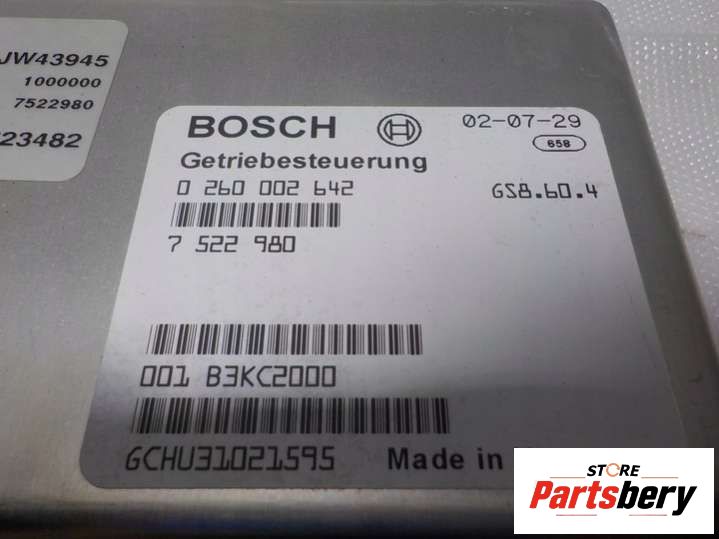 JW43945
1000000
7522980
23482
BOSCH
02-07-29
658
Getriebesteuerung
0 260 002 642
GS8.60.4
7 522 980
001 B3KC2000
GCHU31021595
Made in
STORE
Partsbery